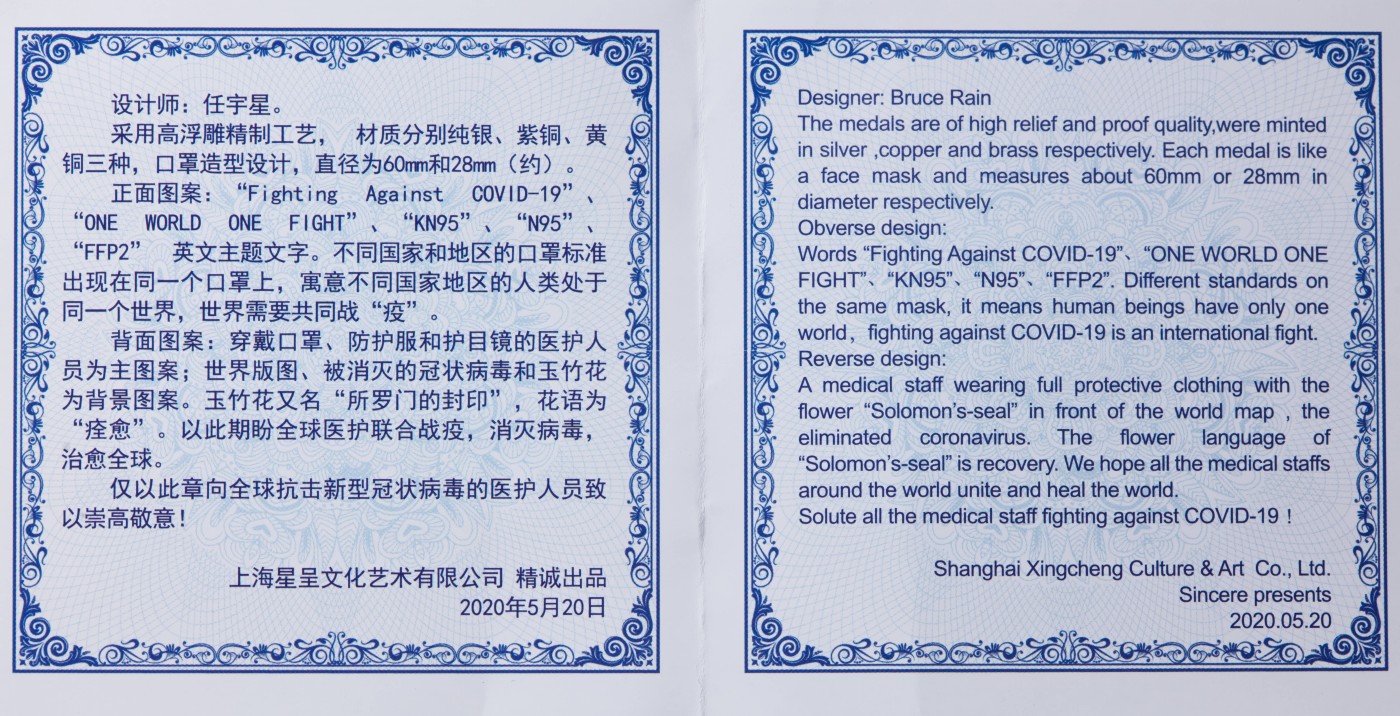 设计师：任宇星。
采用高浮雕精制工艺， 材质分别纯银、紫铜、黄
铜三种，口罩造型设计，直径为60mm和28mm（约）。
正面图案：“Fighting Against COVID-19”、
“ONE WORLD ONE FIGHT”、“KN95”、“N95”、
“FFP2” 英文主题文字。不同国家和地区的口罩标准
出现在同一个口罩上，寓意不同国家地区的人类处于
同一个世界，世界需要共同战“疫”。
背面图案：穿戴口罩、防护服和护目镜的医护人
员为主图案；世界版图、被消灭的冠状病毒和玉竹花
为背景图案。玉竹花又名“所罗门的封印”，花语为
“痊愈”。以此期盼全球医护联合战疫，消灭病毒，
治愈全球。
仅以此章向全球抗击新型冠状病毒的医护人员致
以崇高敬意！
上海星呈文化艺术有限公司 精诚出品
2020年5月20日
Designer: Bruce Rain
The medals are of high relief and proof quality,were minted
in silver ,copper and brass respectively. Each medal is like
a face mask and measures about 60mm or 28mm in
diameter respectively.
Obverse design:
Words “Fighting Against COVID-19”、“ONE WORLD ONE
FIGHT”、“KN95”、“N95”、“FFP2”. Different standards on
the same mask, it means human beings have only one
world，fighting against COVID-19 is an international fight.
Reverse design:
A medical staff wearing full protective clothing with the
flower “Solomon’s-seal” in front of the world map , the
eliminated coronavirus. The flower language of
“Solomon’s-seal” is recovery. We hope all the medical staffs
around the world unite and heal the world.
Solute all the medical staff fighting against COVID-19！
Shanghai Xingcheng Culture & Art Co., Ltd.
Sincere presents
2020.05.20